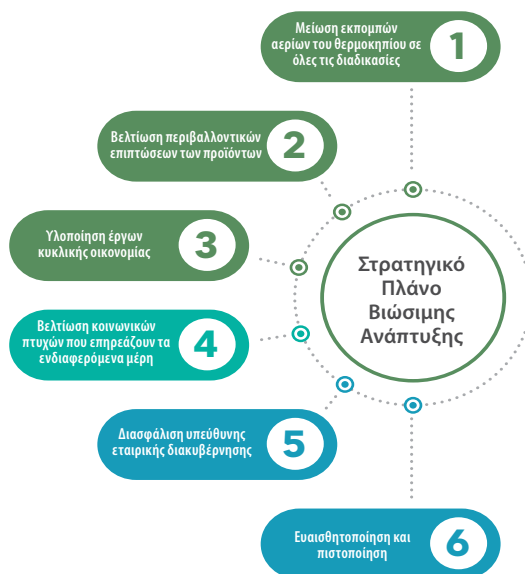 Μείωση εκπομπών
αερίων του θερμοκηπίου σε
όλες τις διαδικασίες
1
Βελτίωση περιβαλλοντικών
επιπτώσεων των προϊόντων
2
Υλοποίηση έργων
κυκλικής οικονομίας
3
Βελτίωση κοινωνικών
πτυχών που επηρεάζουν τα
ενδιαφερόμενα μέρη
4
Διασφάλιση υπεύθυνης
εταιρικής διακυβέρνησης
5
Ευαισθητοποίηση και
πιστοποίηση
6
Στρατηγικό
Πλάνο
Βιώσιμης
Ανάπτυξης